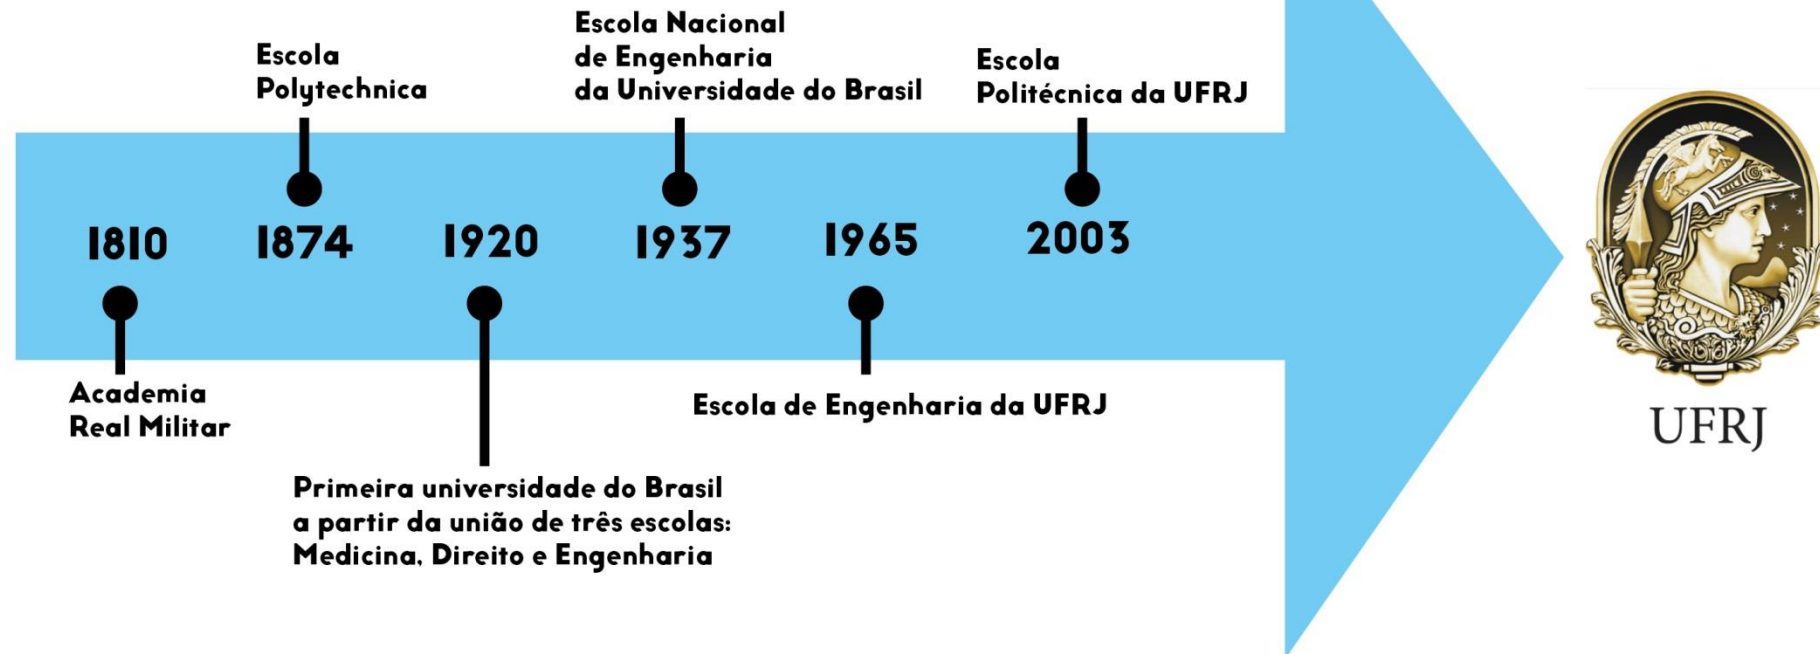 Escola Nacional
de Engenharia
da Universidade do Brasil
Escola
Polytechnica
Escola
Politécnica da UFRJ
1810
1874
1920
1937
1965
2003
Academia
Real Militar
Escola de Engenharia da UFRJ
Primeira universidade do Brasil
a partir da união de três escolas:
Medicina, Direito e Engenharia
UFRJ